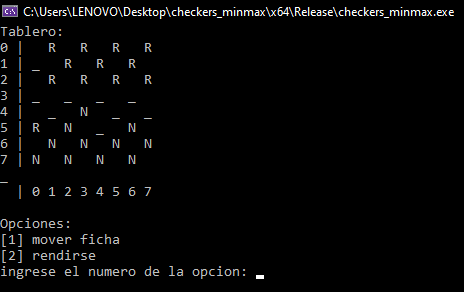 C:\Users\LENOVO\Desktop\checkers_minmax\x64\Release\checkers_minmax.exe
Tablero:
0 |   R   R   R   R
1 | _   R   R   R
2 |   R   R   R   R
3 | _   _   _   _
4 |   _   N   _   _
5 | R   N   _   N
6 |   N   N   N   N
7 | N   N   N   N
_
  | 0 1 2 3 4 5 6 7
Opciones:
[1] mover ficha
[2] rendirse
ingrese el numero de la opcion: _